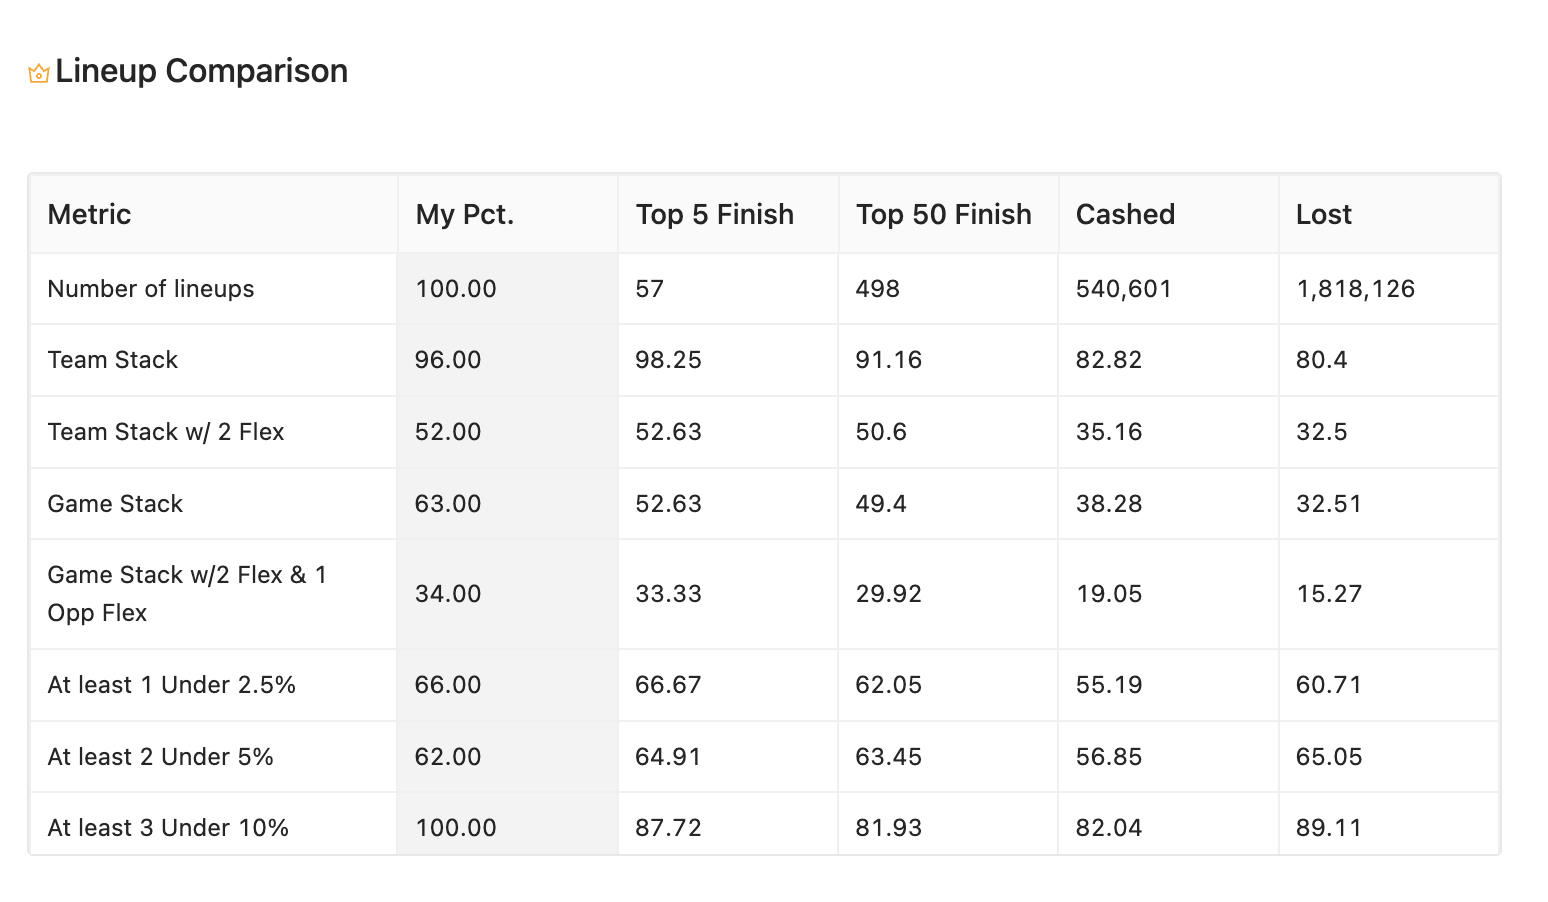 Lineup Comparison
Metric My Pct. Top 5 Finish Top 50 Finish Cashed Lost
Number of lineups 100.00 57 498 540,601 1,818,126
Team Stack 96.00 98.25 91.16 82.82 80.4
Team Stack w/ 2 Flex 52.00 52.63 50.6 35.16 32.5
Game Stack 63.00 52.63 49.4 38.28 32.51
Game Stack w/2 Flex & 1
Opp Flex 34.00 33.33 29.92 19.05 15.27
At least 1 Under 2.5% 66.00 66.67 62.05 55.19 60.71
At least 2 Under 5% 62.00 64.91 63.45 56.85 65.05
At least 3 Under 10% 100.00 87.72 81.93 82.04 89.11